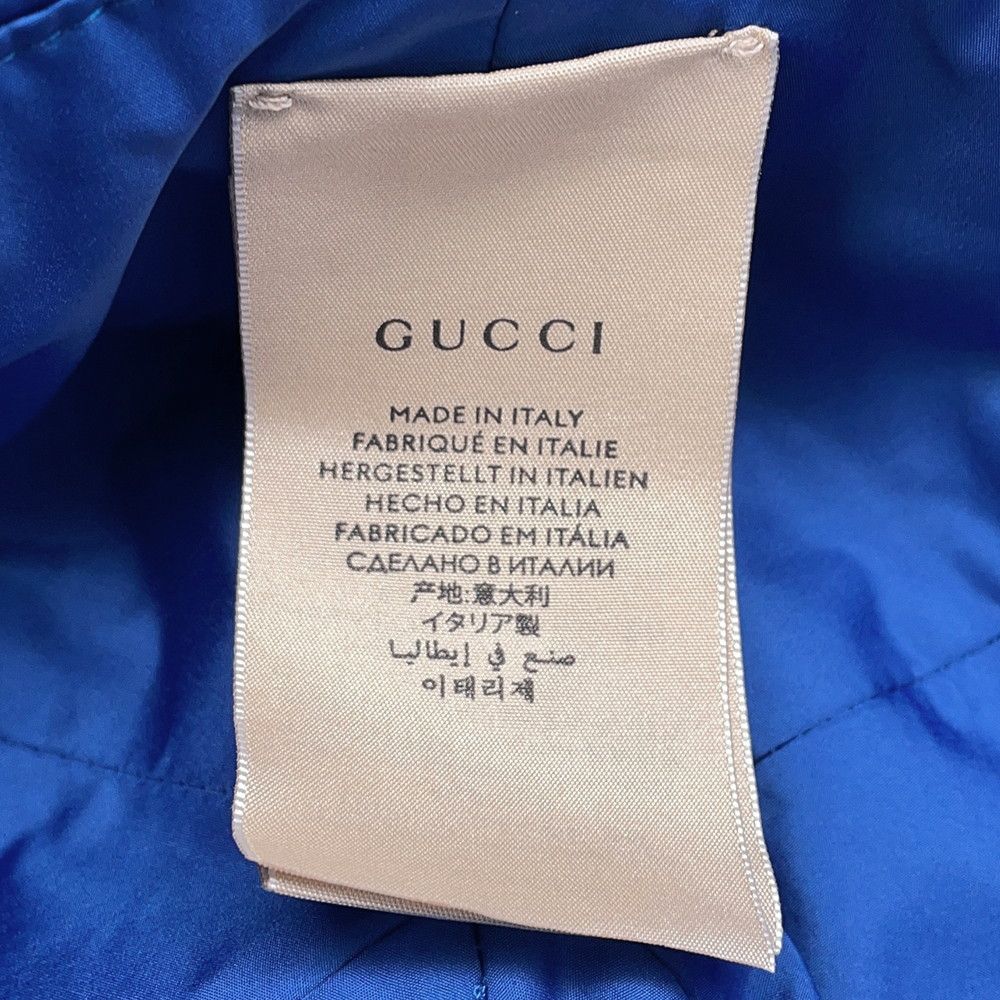 GUCCI
MADE IN ITALY
FABRIQUÉ EN ITALIE
HERGESTELLT IN ITALIEN
HECHO EN ITALIA
FABRICADO EM ITÁLIA
СДЕЛАНО В ИТАЛИИ
产地:意大利
イタリア製
صنع في إيطاليا
이태리제